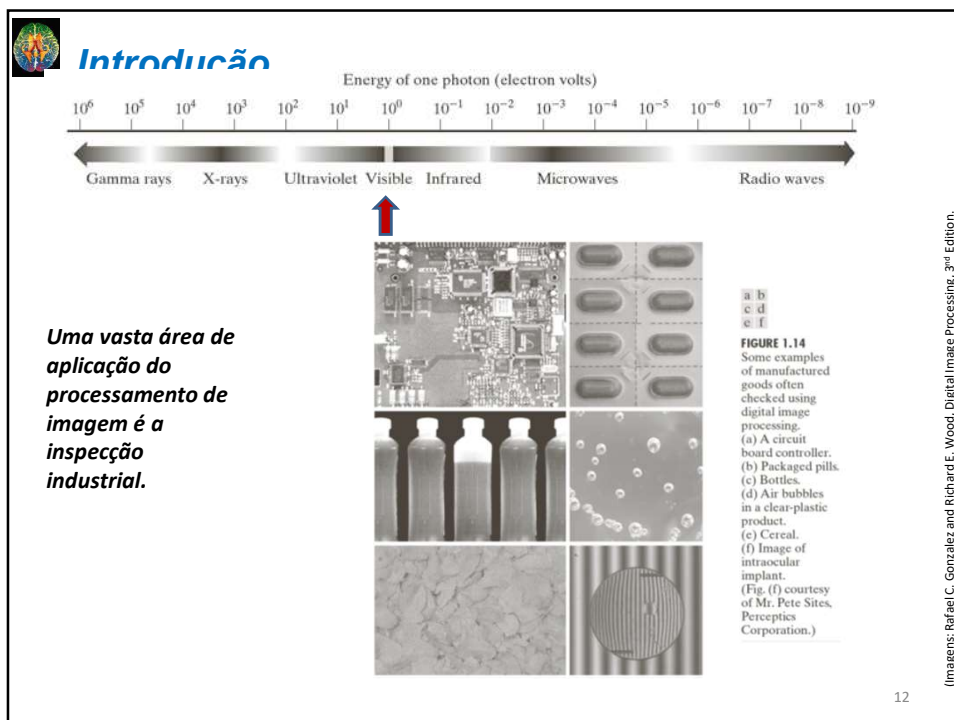 Introdução
Energy of one photon (electron volts)
10⁶ 10⁵ 10⁴ 10³ 10² 10¹ 10⁰ 10⁻¹ 10⁻² 10⁻³ 10⁻⁴ 10⁻⁵ 10⁻⁶ 10⁻⁷ 10⁻⁸ 10⁻⁹
Gamma rays X-rays Ultraviolet Visible Infrared Microwaves Radio waves
Uma vasta área de
aplicação do
processamento de
imagem é a
inspecção
industrial.
a b
c d
e f
FIGURE 1.14
Some examples
of manufactured
goods often
checked using
digital image
processing.
(a) A circuit
board controller.
(b) Packaged pills.
(c) Bottles.
(d) Air bubbles
in a clear-plastic
product.
(e) Cereal.
(f) Image of
intraocular
implant.
(Fig. (f) courtesy
of Mr. Pete Sites,
Perceptics
Corporation.)
(Imagens: Rafael C. Gonzalez and Richard E. Wood, Digital Image Processing, 3ⁿᵈ Edition.
12